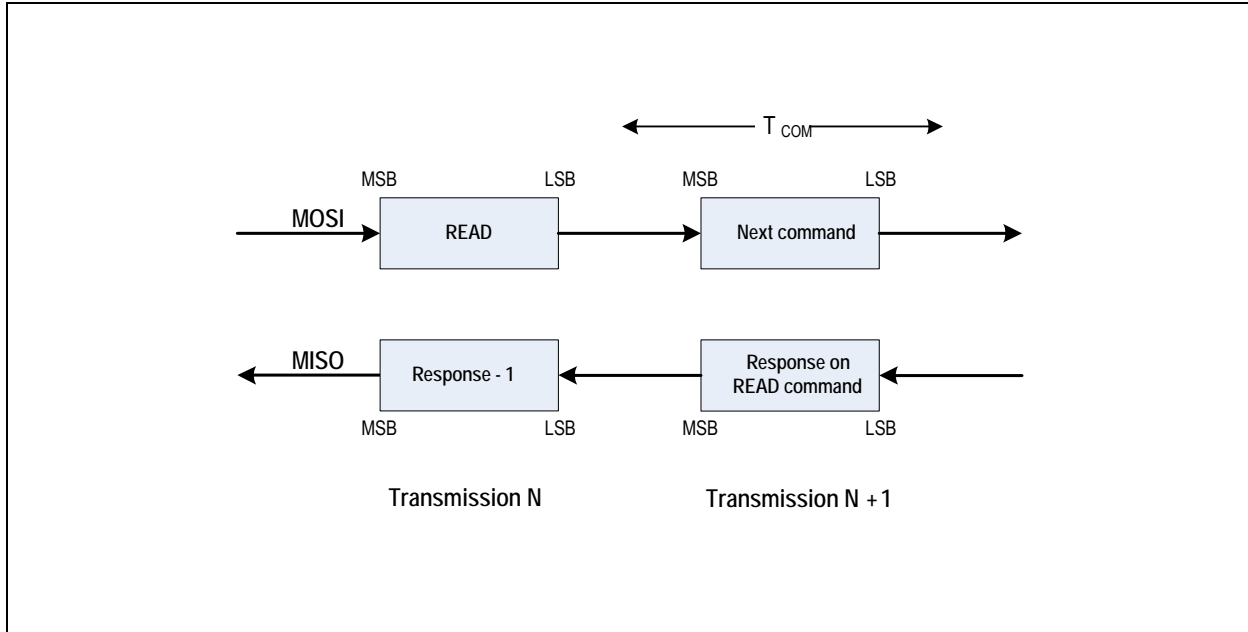 T COM
MSB LSB MSB LSB
MOSI READ Next command
MISO Response - 1 Response on
READ command
MSB LSB MSB LSB
Transmission N Transmission N + 1